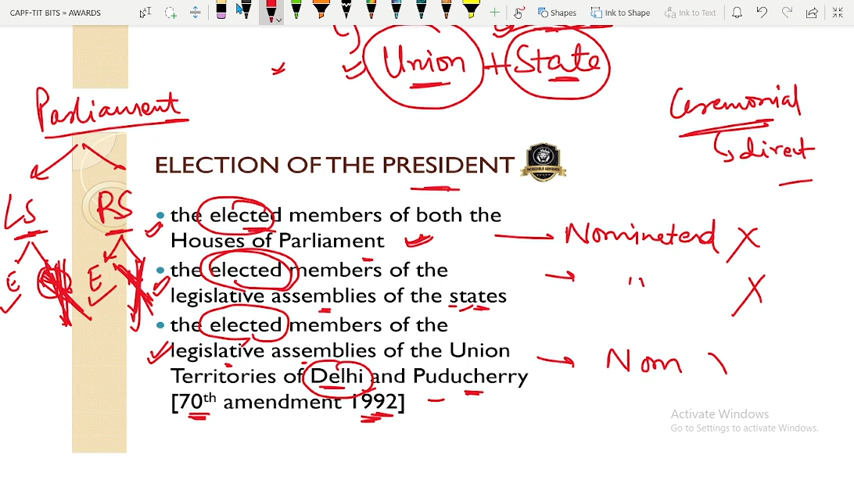 CAPF-TIT BITS » AWARDS
Shapes
Ink to Shape
Ink to Text
Union + State
Parliament
Ceremonial
direct
ELECTION OF THE PRESIDENT
LS
RS
E
E
• the elected members of both the
Houses of Parliament
Nomineterd X
• the elected members of the
legislative assemblies of the states
" X
• the elected members of the
legislative assemblies of the Union
Territories of Delhi and Puducherry
[70th amendment 1992]
Nom
Activate Windows
Go to Settings to activate Windows.